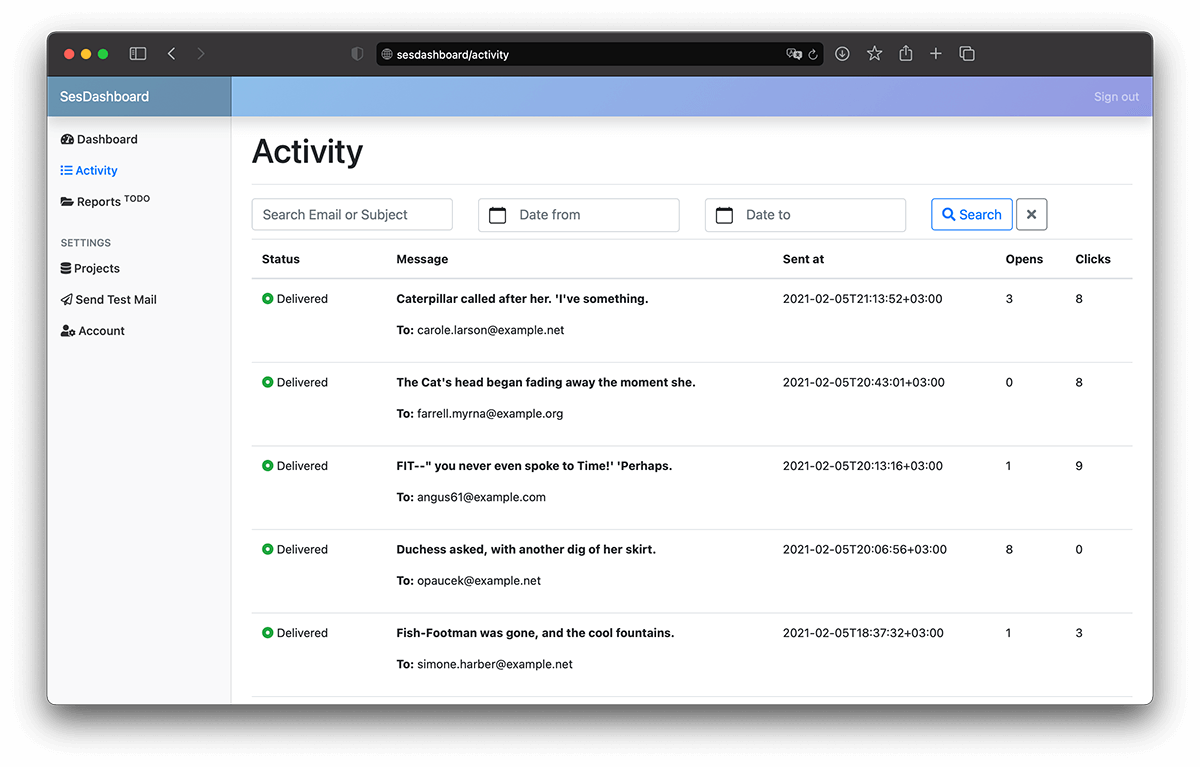 sesdashboard/activity
SesDashboard
Sign out
Dashboard
Activity
Reports TODO
SETTINGS
Projects
Send Test Mail
Account
Activity
Search Email or Subject
Date from
Date to
Search
Status Message Sent at Opens Clicks
Delivered Caterpillar called after her. 'I've something. 2021-02-05T21:13:52+03:00 3 8
To: carole.larson@example.net
Delivered The Cat's head began fading away the moment she. 2021-02-05T20:43:01+03:00 0 8
To: farrell.myrna@example.org
Delivered FIT--" you never even spoke to Time!' 'Perhaps. 2021-02-05T20:13:16+03:00 1 9
To: angus61@example.com
Delivered Duchess asked, with another dig of her skirt. 2021-02-05T20:06:56+03:00 8 0
To: opaucek@example.net
Delivered Fish-Footman was gone, and the cool fountains. 2021-02-05T18:37:32+03:00 1 3
To: simone.harber@example.net